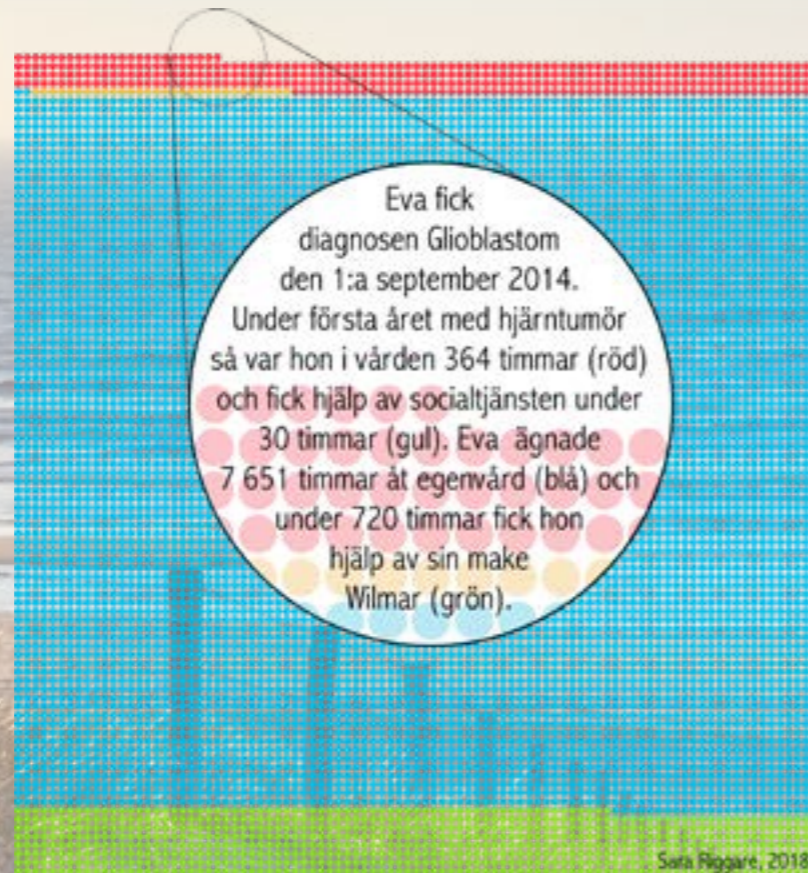 Eva fick
diagnosen Glioblastom
den 1:a september 2014.
Under första året med hjärntumör
så var hon i vården 364 timmar (röd)
och fick hjälp av socialtjänsten under
30 timmar (gul). Eva ägnade
7 651 timmar åt egenvård (blå) och
under 720 timmar fick hon
hjälp av sin make
Wilmar (grön).
Sara Riggare, 2018